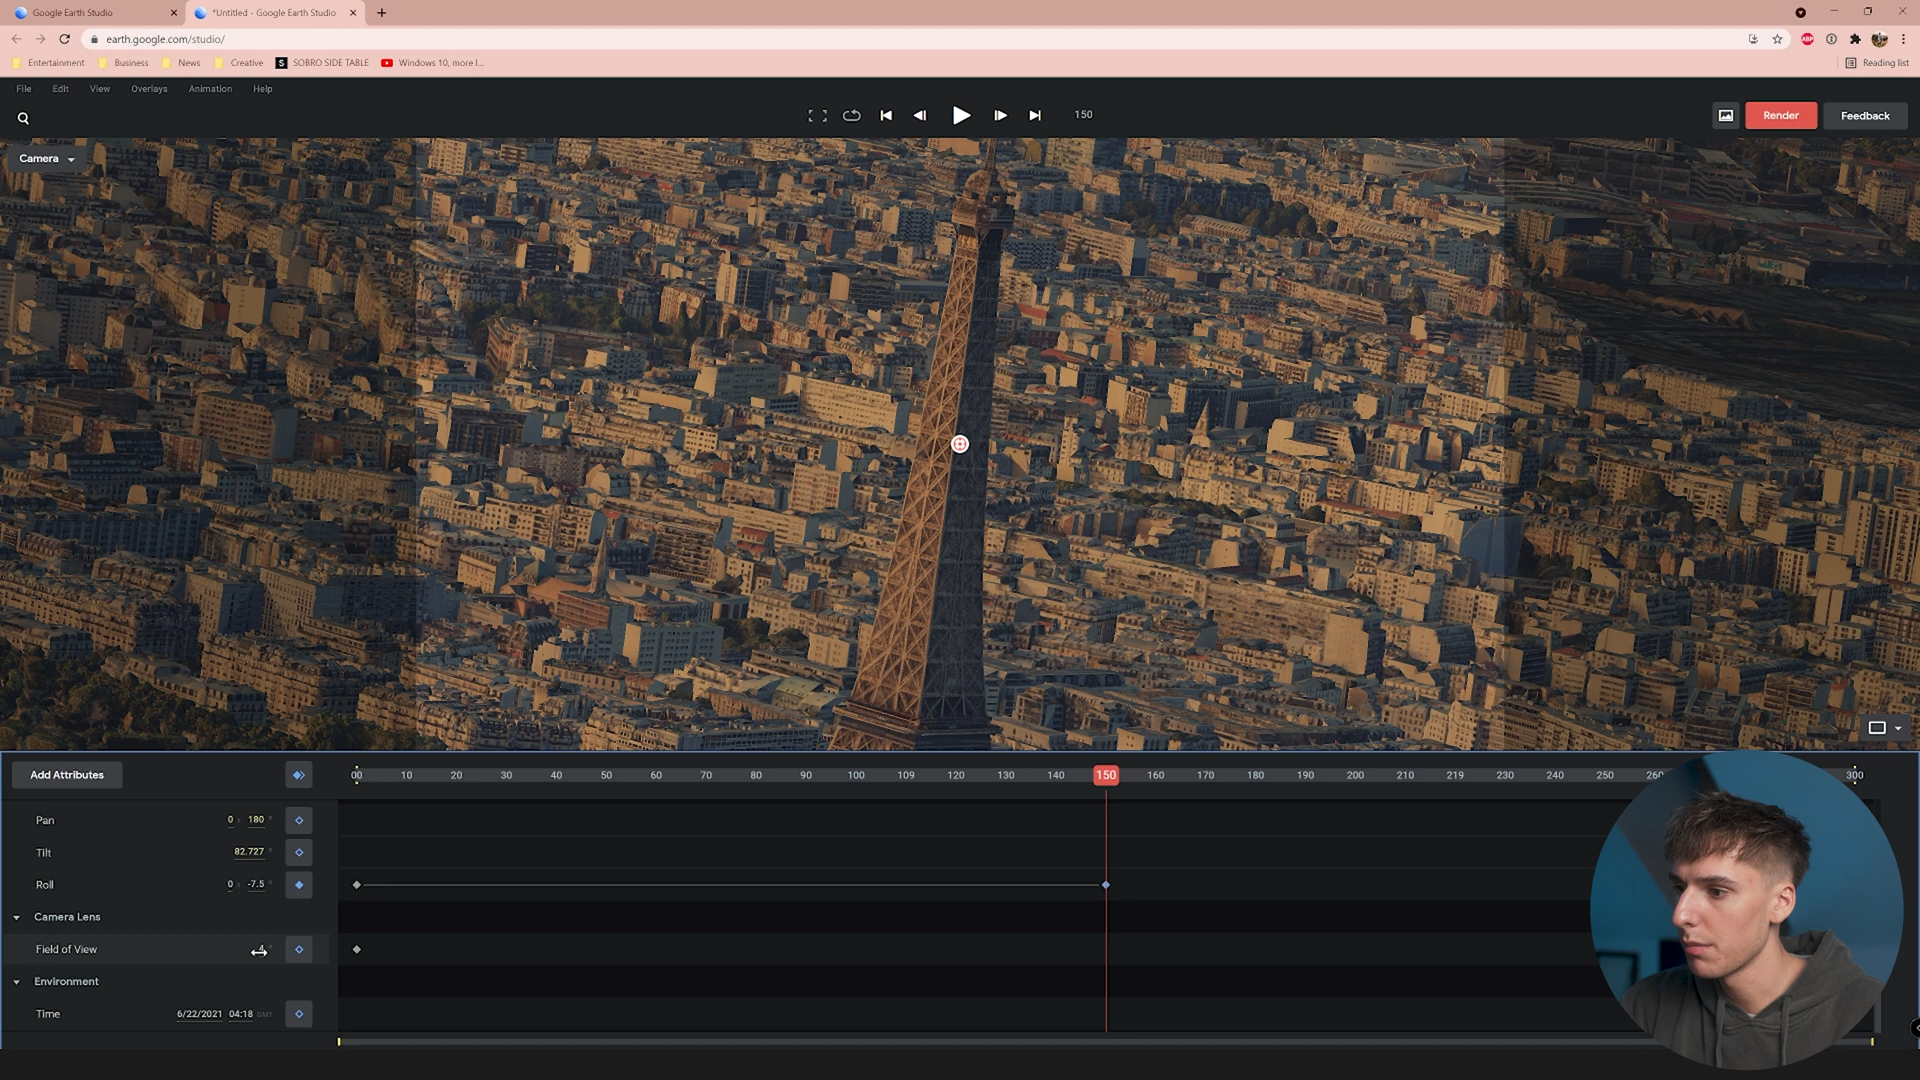 Google Earth Studio
*Untitled - Google Earth Studio
earth.google.com/studio/
ABP
Entertainment
Business
News
Creative
S
SOBRO SIDE TABLE
Windows 10, more l...
Reading list
File
Edit
View
Overlays
Animation
Help
150
Render
Feedback
Camera
Add Attributes
00
10
20
30
40
50
60
70
80
90
100
109
120
130
140
150
160
170
180
190
200
210
219
230
240
250
260
300
Pan
0 x 180 °
Tilt
82.727 °
Roll
0 x -7.5 °
Camera Lens
Field of View
Environment
Time
6/22/2021 04:18 GMT